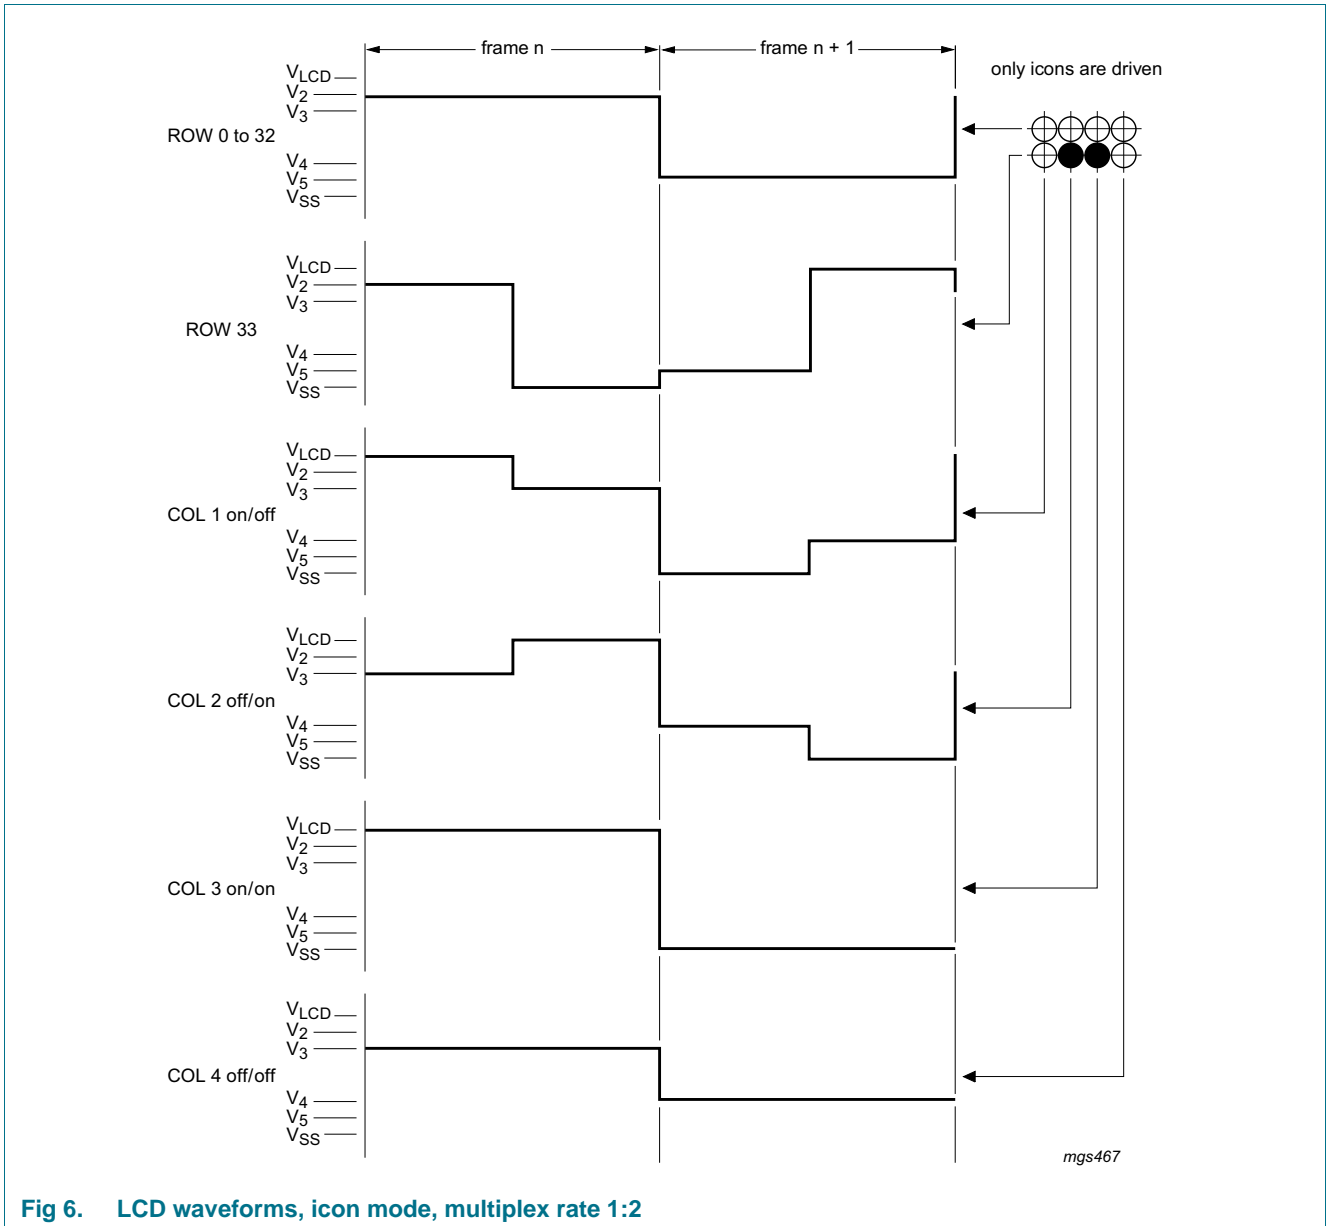 frame n
frame n + 1
only icons are driven
VLCD
V2
V3
ROW 0 to 32
V4
V5
VSS
VLCD
V2
V3
ROW 33
V4
V5
VSS
VLCD
V2
V3
COL 1 on/off
V4
V5
VSS
VLCD
V2
V3
COL 2 off/on
V4
V5
VSS
VLCD
V2
V3
COL 3 on/on
V4
V5
VSS
VLCD
V2
V3
COL 4 off/off
V4
V5
VSS
mgs467
Fig 6. LCD waveforms, icon mode, multiplex rate 1:2